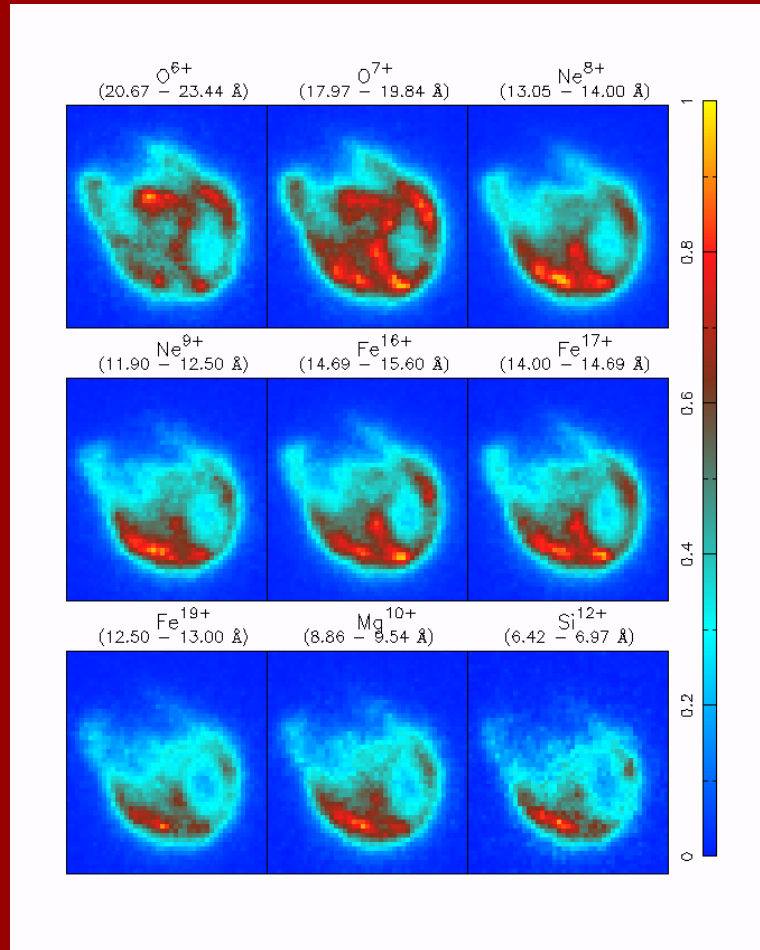 O6+ O7+ Ne8+
(20.67 – 23.44 Å) (17.97 – 19.84 Å) (13.05 – 14.00 Å)
1
0.8
Ne9+ Fe16+ Fe17+
(11.90 – 12.50 Å) (14.69 – 15.60 Å) (14.00 – 14.69 Å)
0.6
0.4
Fe19+ Mg10+ Si12+
(12.50 – 13.00 Å) (8.86 – 9.54 Å) (6.42 – 6.97 Å)
0.2
0